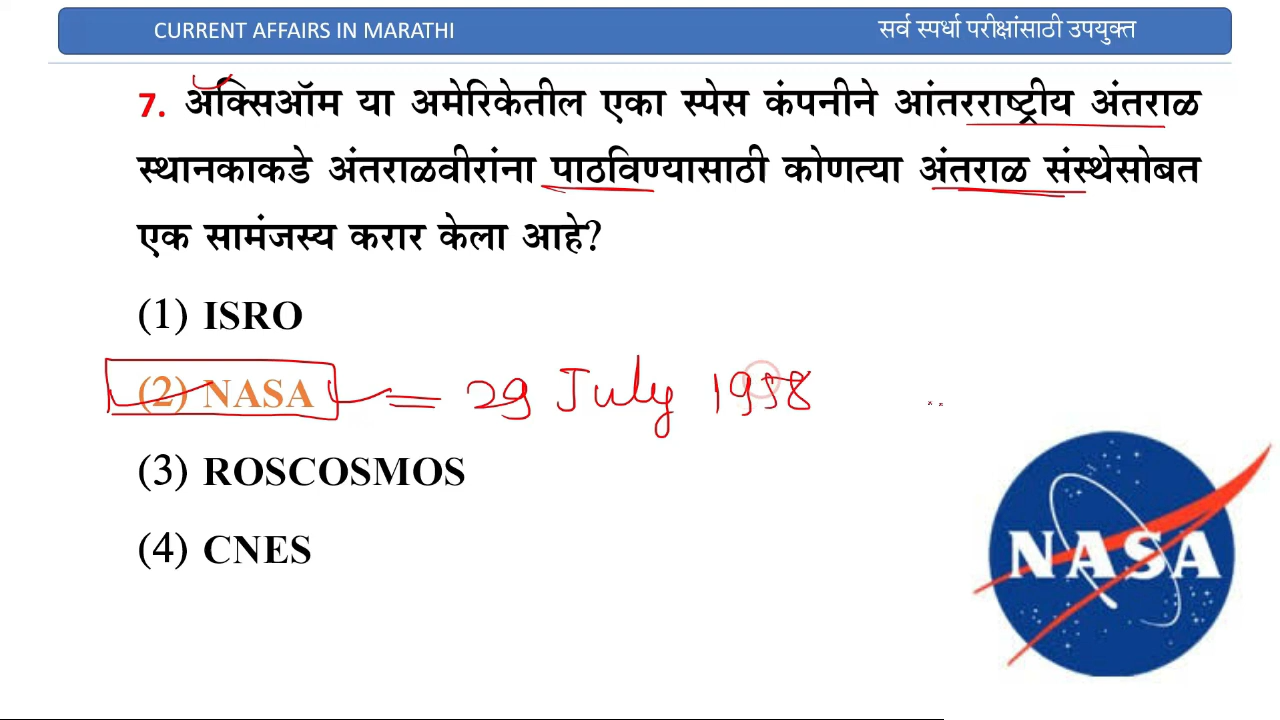 CURRENT AFFAIRS IN MARATHI
सर्व स्पर्धा परीक्षांसाठी उपयुक्त
7. ॲक्सिऑम या अमेरिकेतील एका स्पेस कंपनीने आंतरराष्ट्रीय अंतराळ
स्थानकाकडे अंतराळवीरांना पाठविण्यासाठी कोणत्या अंतराळ संस्थेसोबत
एक सामंजस्य करार केला आहे?
(1) ISRO
(2) NASA = 29 July 1958
(3) ROSCOSMOS
(4) CNES
NASA